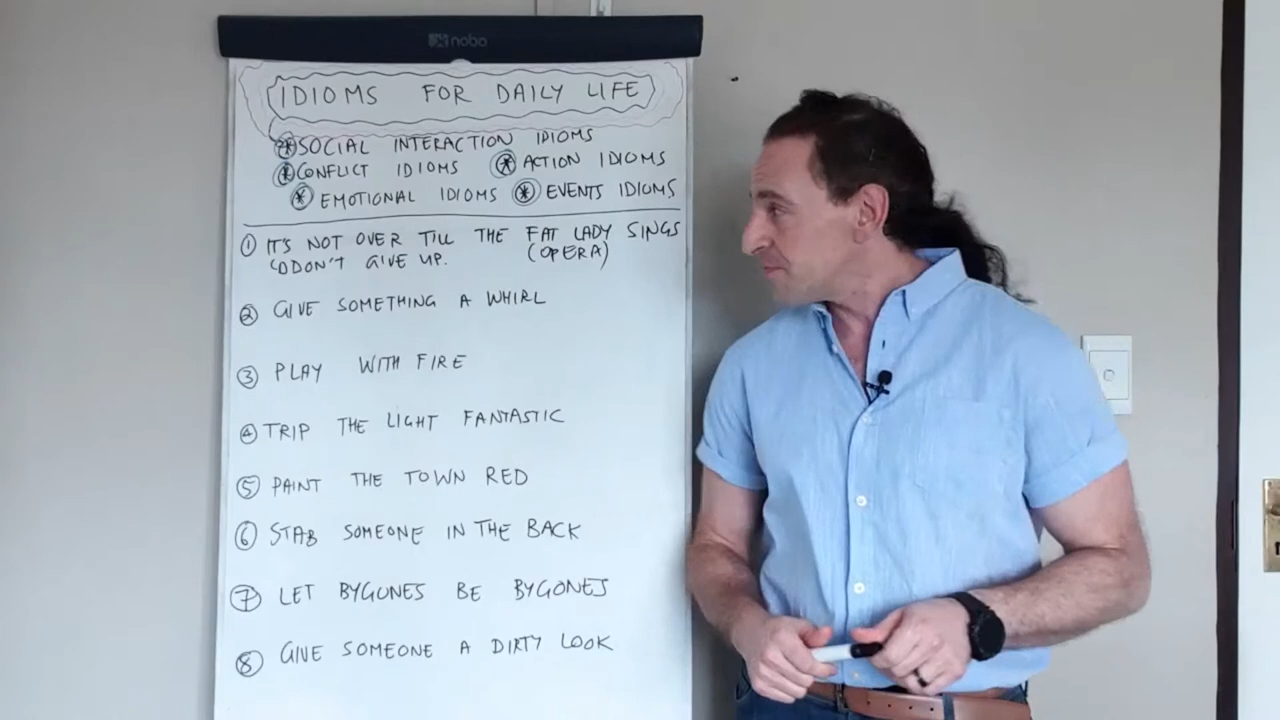 nobo
IDIOMS FOR DAILY LIFE
* SOCIAL INTERACTION IDIOMS
* CONFLICT IDIOMS * ACTION IDIOMS
* EMOTIONAL IDIOMS * EVENTS IDIOMS
① IT'S NOT OVER TILL THE FAT LADY SINGS
DON'T GIVE UP. (OPERA)
② GIVE SOMETHING A WHIRL
③ PLAY WITH FIRE
④ TRIP THE LIGHT FANTASTIC
⑤ PAINT THE TOWN RED
⑥ STAB SOMEONE IN THE BACK
⑦ LET BYGONES BE BYGONES
⑧ GIVE SOMEONE A DIRTY LOOK